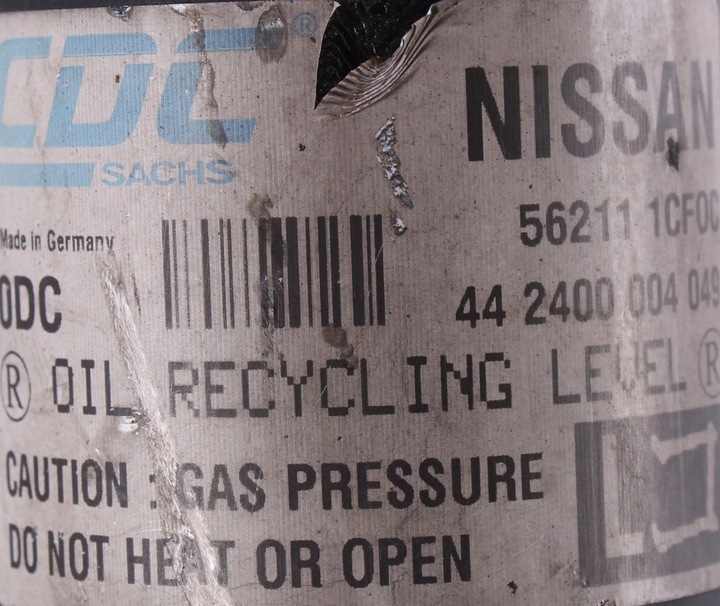 CDC ®
SACHS
NISSAN
56211 1CF0C
Made in Germany
0DC
44 2400 004 049
® OIL RECYCLING LEVEL ®
CAUTION : GAS PRESSURE
DO NOT HEAT OR OPEN